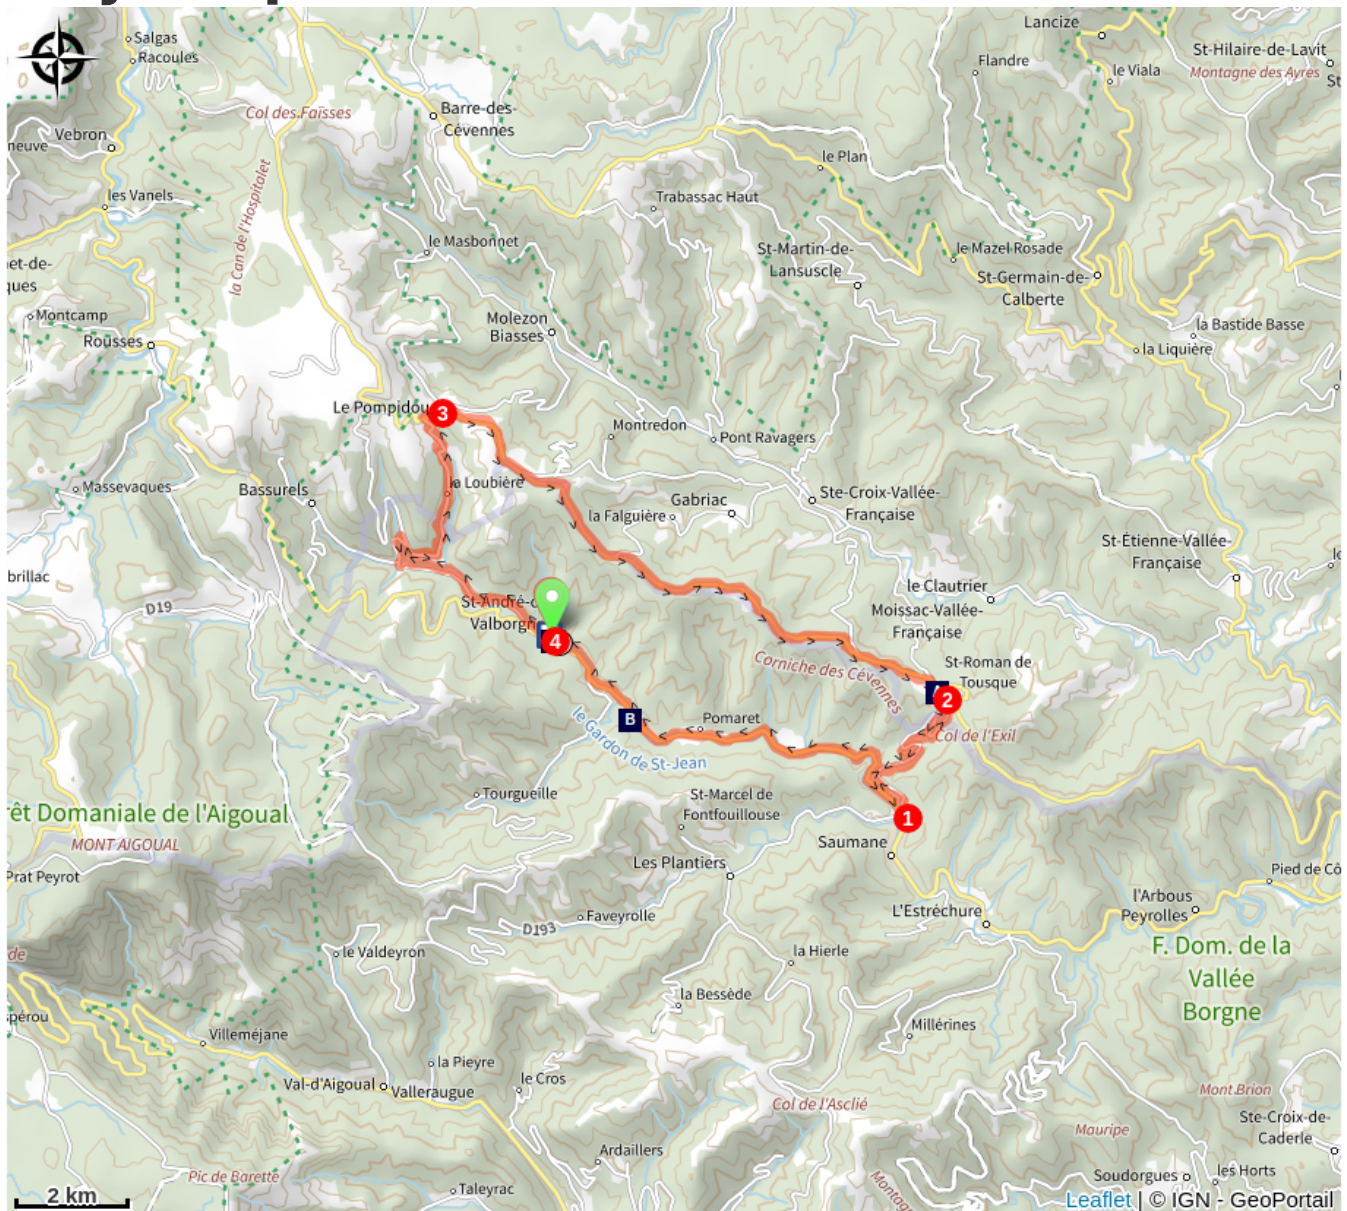 Lancize
Salgas
St-Hilaire-de-Lavit
Racoules
Flandre
le Viala
Montagne des Ayres
St
Col des Faïsses
Barre-des-
Cévennes
Vebron
neuve
le Plan
la Can de l'Hospitalet
les Vanels
Trabassac Haut
le Masbonnet
St-Martin-de-
Lansuscle
le Mazel Rosade
et-de-
ques
St-Germain-de-
Calberte
Montcamp
Molezon
Biasses
la Bastide Basse
Roüsses
la Liquière
Le Pompidou
3
Montredon
Pont Ravagers
Massevaques
Bassurels
la Loubière
Gabriac
Ste-Croix-Vallée-
Française
la Falguière
St-Étienne-Vallée-
Française
brillac
le Clautrier
D19
St-André-d
Valborgn
Moissac-Vallée-
Française
4
Corniche des Cévennes
St-Roman de
Tousque
2
B
Pomaret
Col de l'Exil
le Gardon de St-Jean
Tourgueille
St-Marcel de
Fontfouillouse
rêt Domaniale de l'Aigoual
1
MONT AIGOUAL
Saumane
Les Plantiers
Prat Peyrot
Pied de Cô
l'Arbous
Peyrolles
L'Estréchure
Faveyrolle
D193
de
le Valdeyron
la Hierle
F. Dom. de la
Vallée
Borgne
la Bessède
spérou
Villeméjane
Millérines
la Pieyre
Val-d'Aigoual
Valleraugue
le Cros
Mont Brion
Col de l'Asclié
Ste-Croix-de-
Caderle
Mauripe
Ardaillers
Pic de Barette
Taleyrac
Montag
Soudorgues
les Horts
2 km
Leaflet | © IGN - GeoPortail